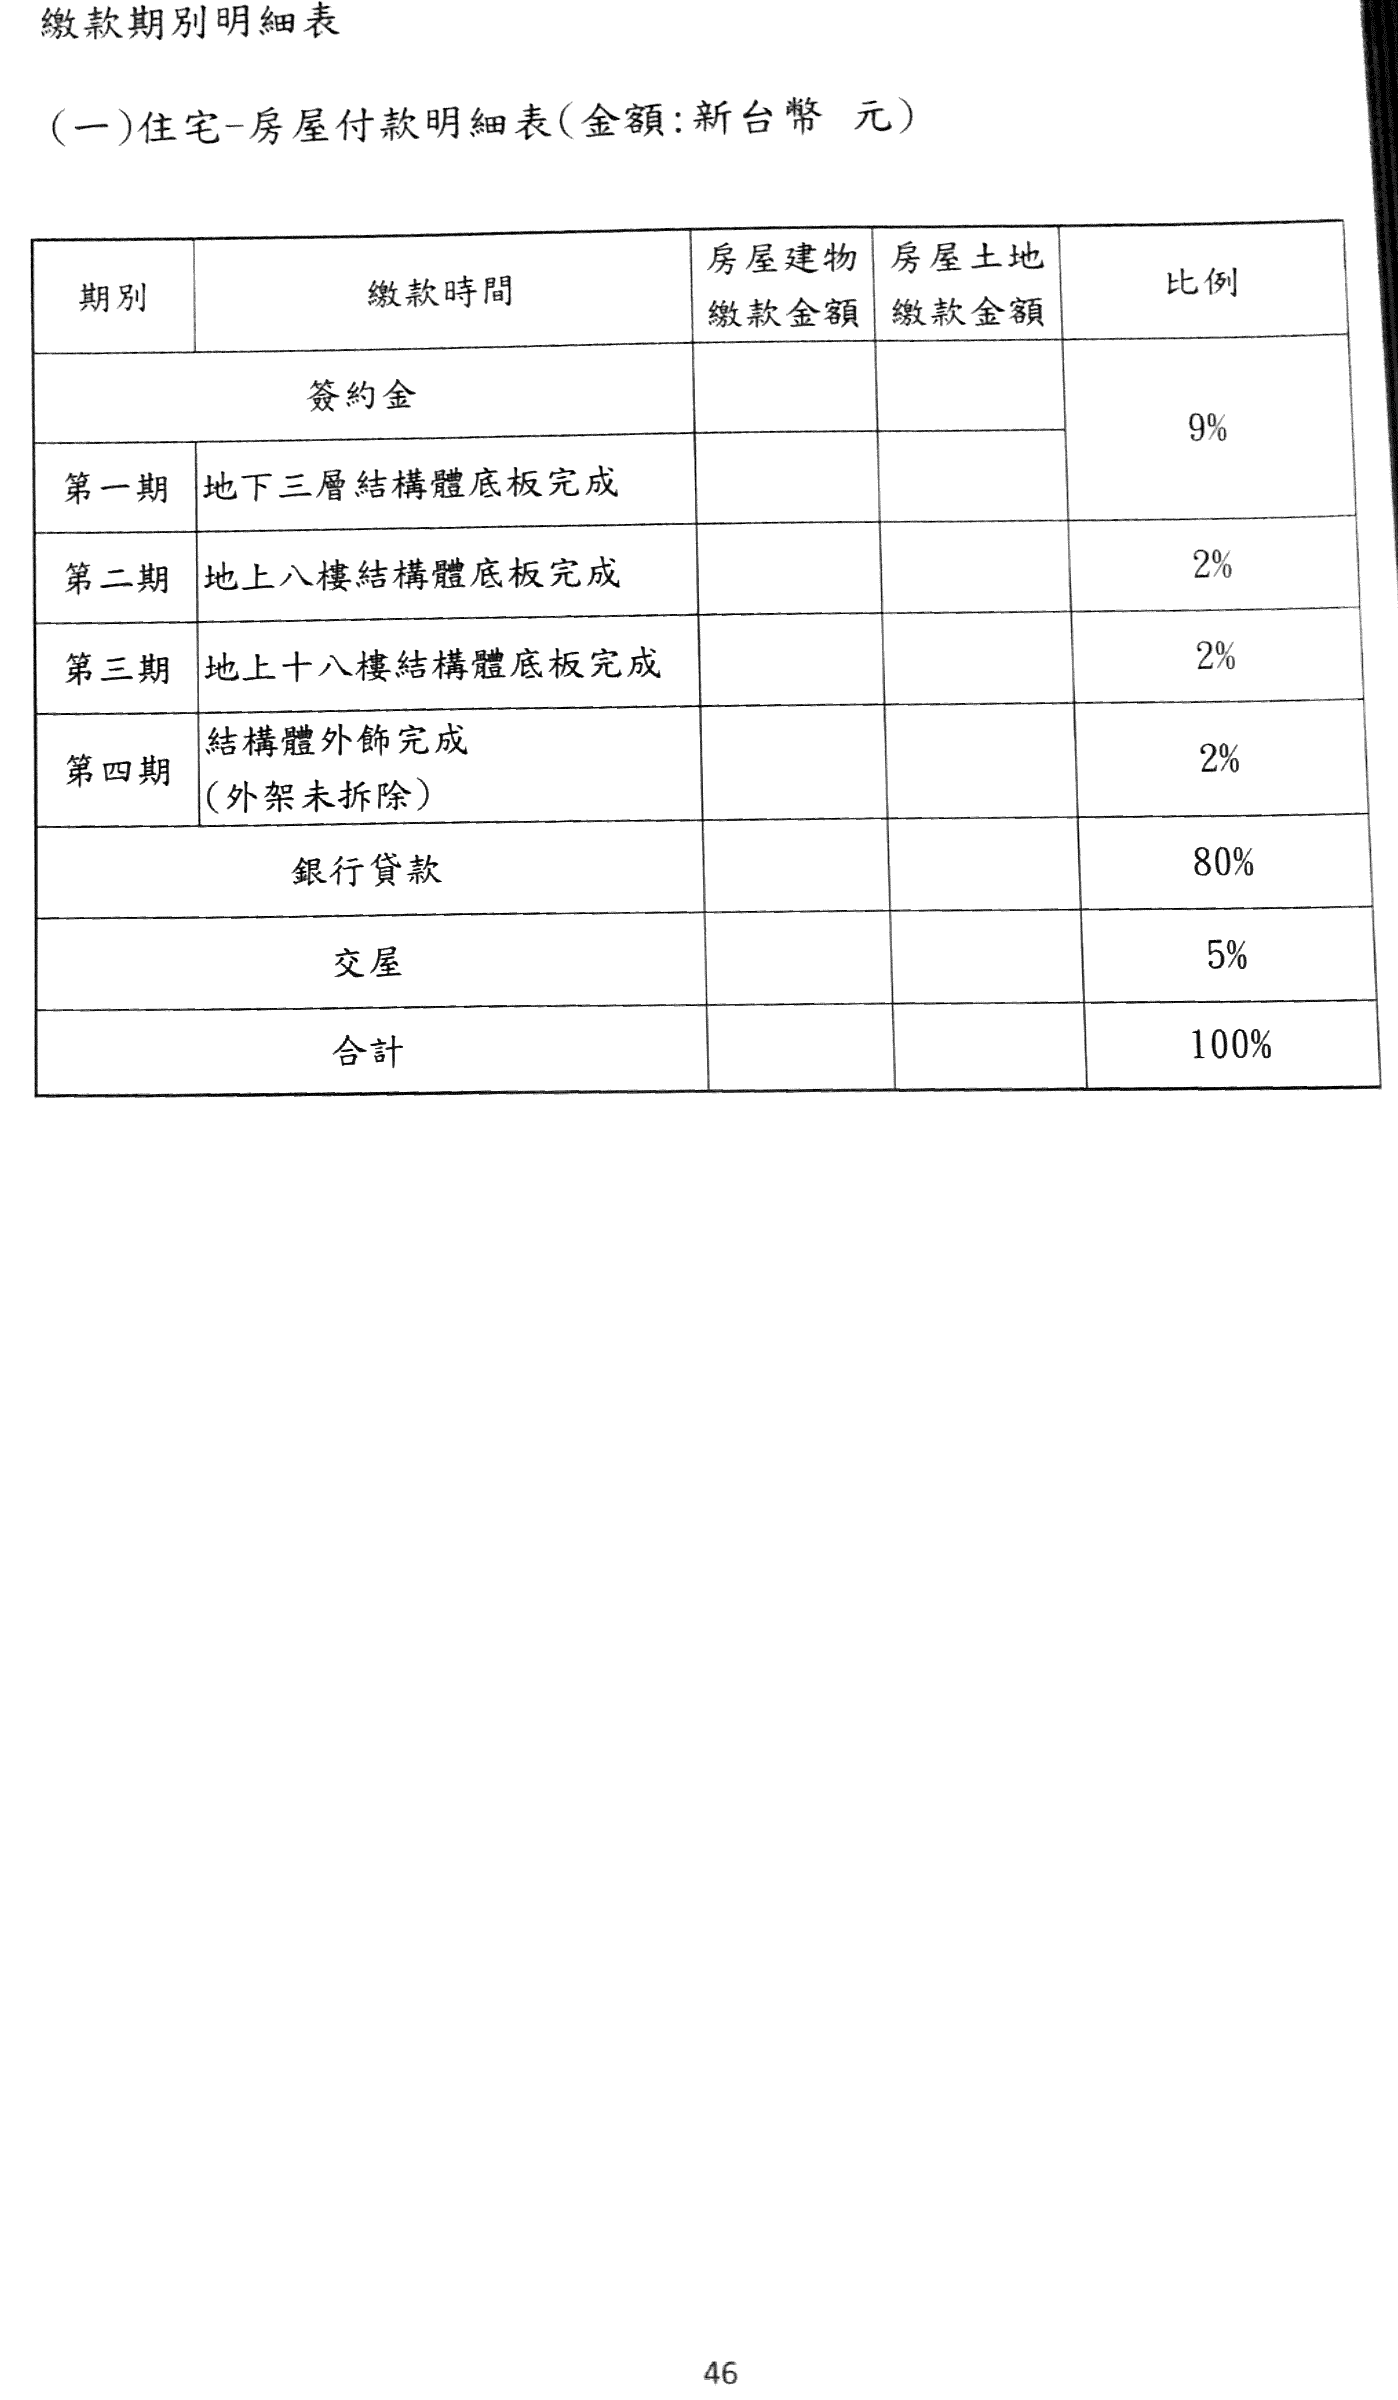 繳款期別明細表
(一)住宅-房屋付款明細表(金額:新台幣 元)
期別 繳款時間 房屋建物 繳款金額 房屋土地 繳款金額 比例
簽約金 9%
第一期 地下三層結構體底板完成
第二期 地上八樓結構體底板完成 2%
第三期 地上十八樓結構體底板完成 2%
第四期 結構體外飾完成 (外架未拆除) 2%
銀行貸款 80%
交屋 5%
合計 100%
46